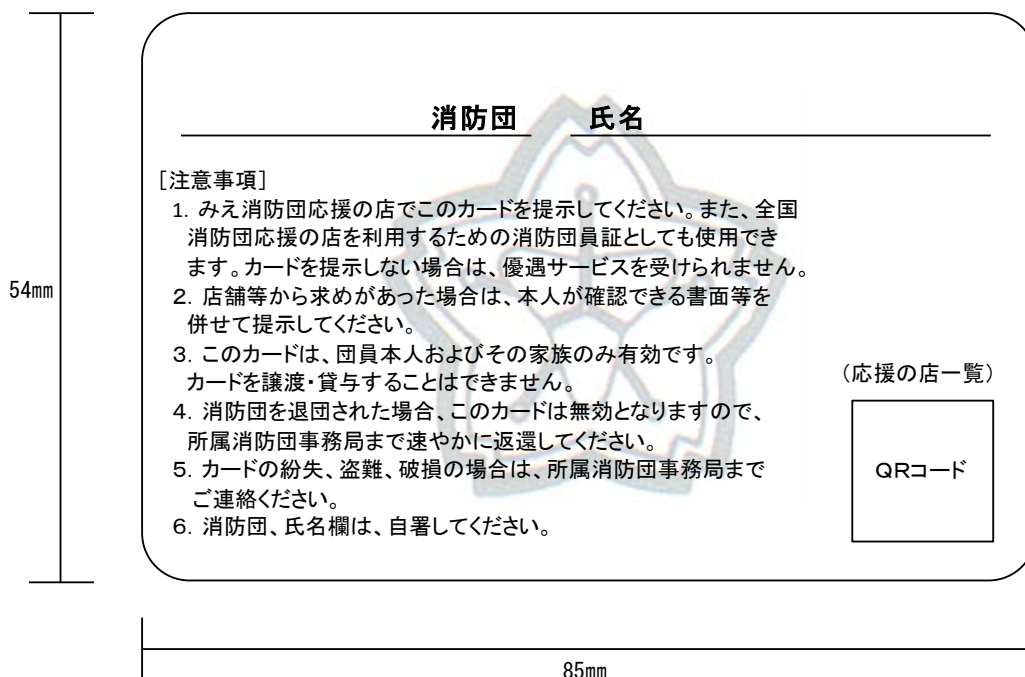 消防団　　氏名
［注意事項］
１．みえ消防団応援の店でこのカードを提示してください。また、全国
消防団応援の店を利用するための消防団員証としても使用でき
ます。カードを提示しない場合は、優遇サービスを受けられません。
２．店舗等から求めがあった場合は、本人が確認できる書面等を
併せて提示してください。
３．このカードは、団員本人およびその家族のみ有効です。
カードを譲渡・貸与することはできません。
４．消防団を退団された場合、このカードは無効となりますので、
所属消防団事務局まで速やかに返還してください。
５．カードの紛失、盗難、破損の場合は、所属消防団事務局まで
ご連絡ください。
６．消防団、氏名欄は、自署してください。
（応援の店一覧）
ＱＲコード
54mm
85mm